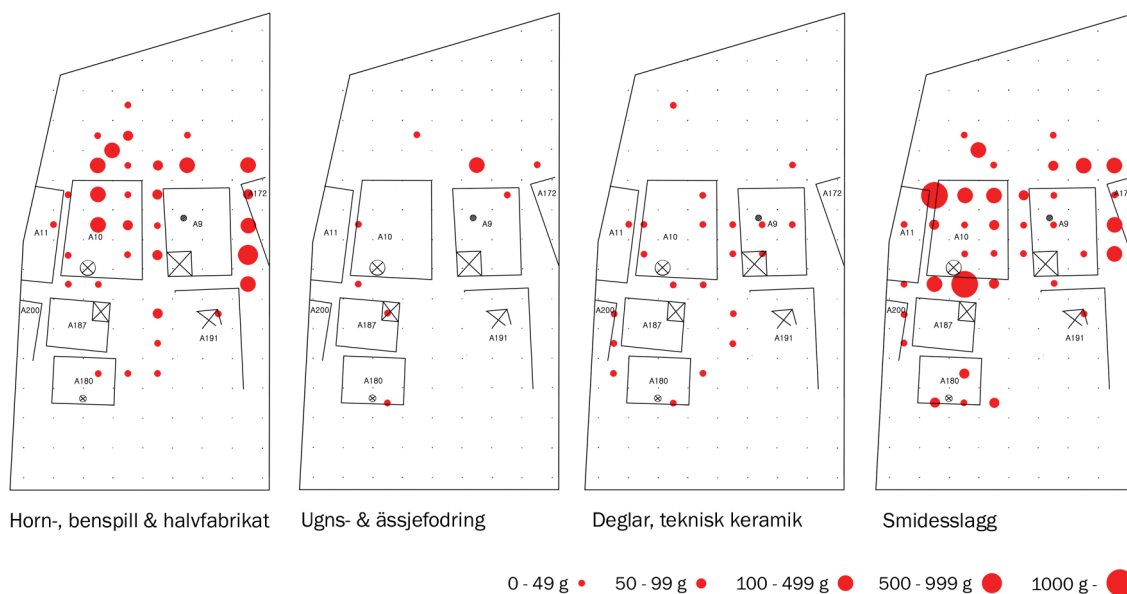 A11
A10
A9
A172
A200
A187
A191
A180
A11
A10
A9
A172
A200
A187
A191
A180
A11
A10
A9
A172
A200
A187
A191
A180
A11
A10
A9
A172
A200
A187
A191
A180
Horn-, benspill & halvfabrikat
Ugns- & ässjefodring
Deglar, teknisk keramik
Smidesslagg
0 - 49 g
50 - 99 g
100 - 499 g
500 - 999 g
1000 g -